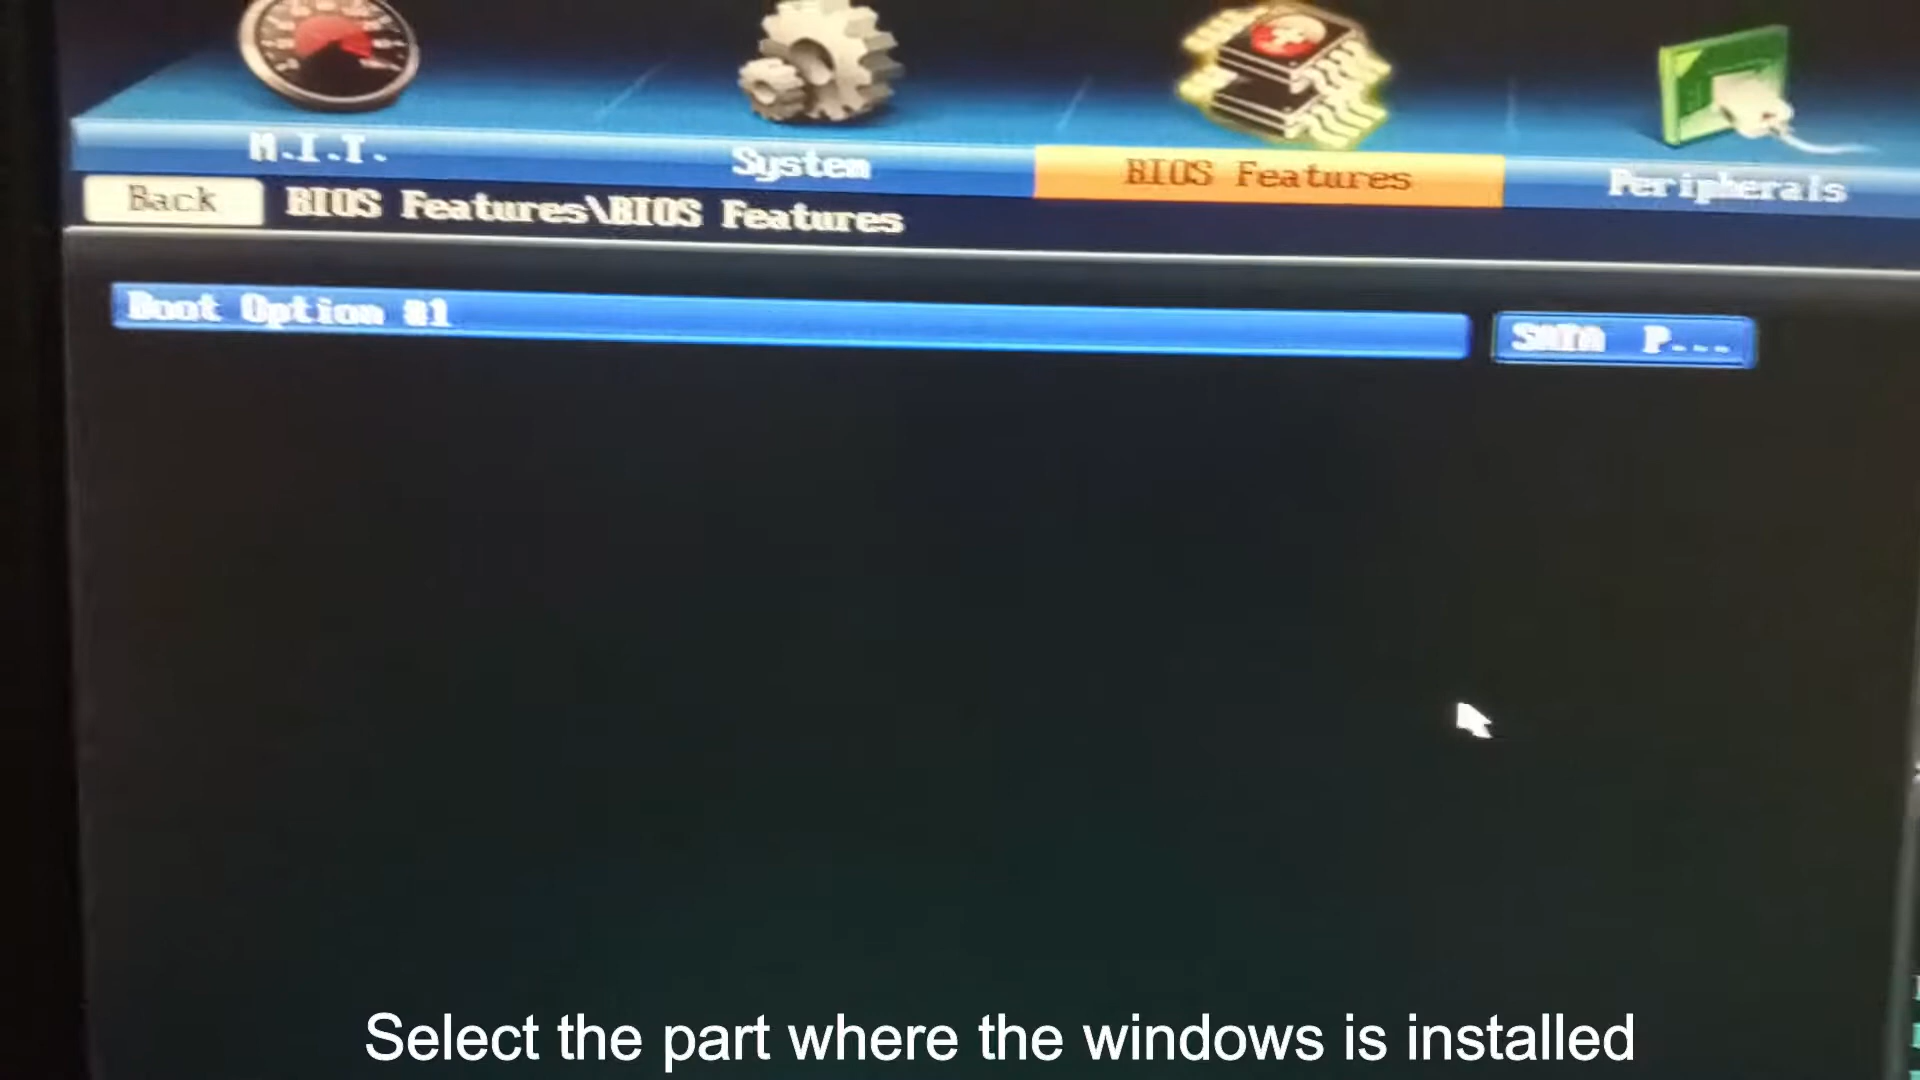 M.I.T.
System
BIOS Features
Peripherals
Back
BIOS Features\BIOS Features
Boot Option #1
SATA P...
Select the part where the windows is installed